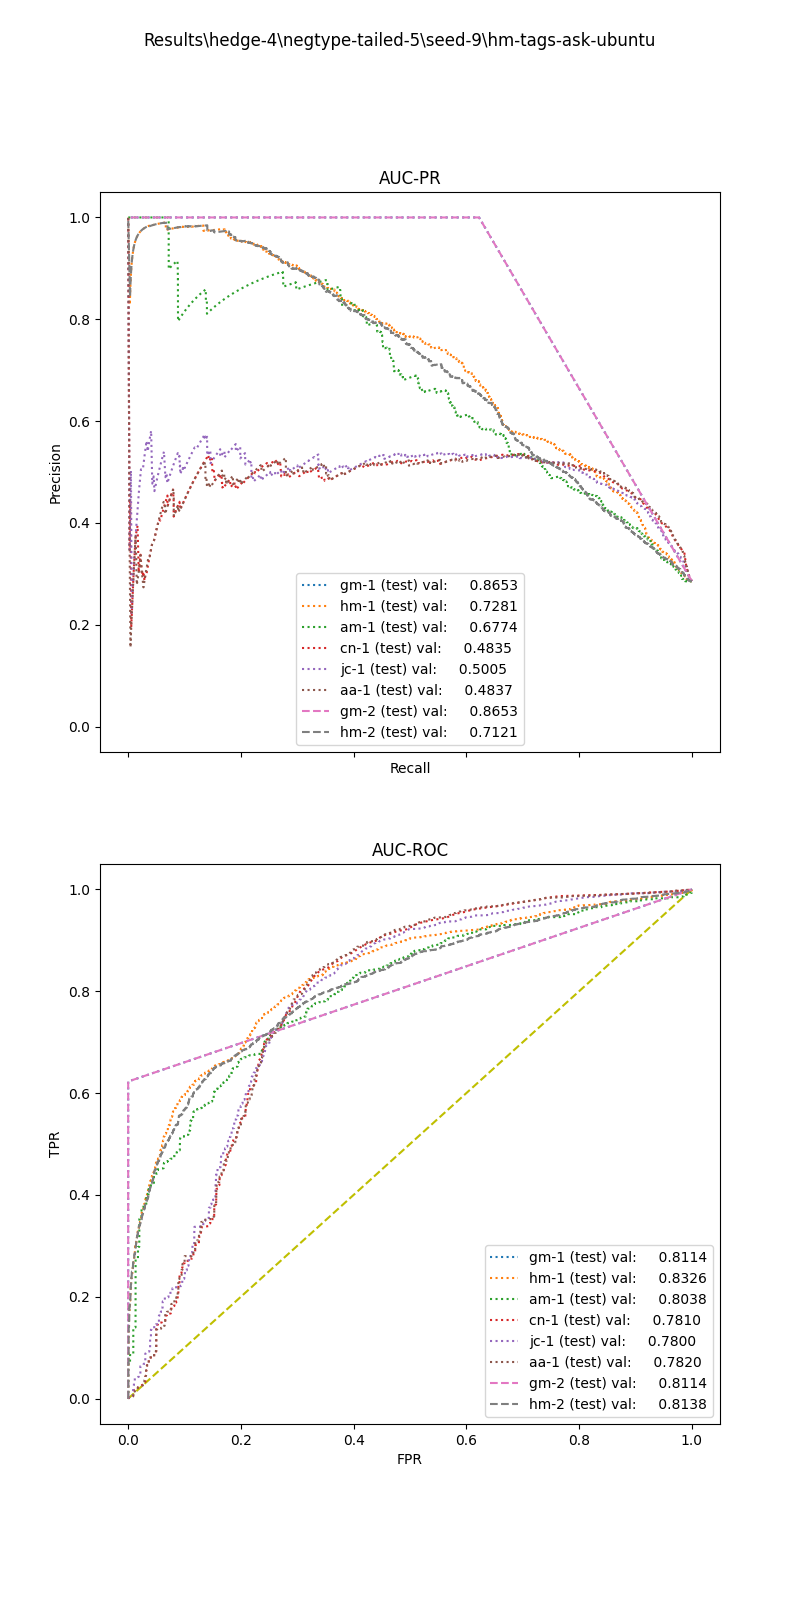 Results\hedge-4\negtype-tailed-5\seed-9\hm-tags-ask-ubuntu
AUC-PR
1.0
0.8
0.6
0.4
0.2
0.0
Precision
gm-1 (test) val: 0.8653
hm-1 (test) val: 0.7281
am-1 (test) val: 0.6774
cn-1 (test) val: 0.4835
jc-1 (test) val: 0.5005
aa-1 (test) val: 0.4837
gm-2 (test) val: 0.8653
hm-2 (test) val: 0.7121
Recall
AUC-ROC
1.0
0.8
0.6
0.4
0.2
0.0
TPR
gm-1 (test) val: 0.8114
hm-1 (test) val: 0.8326
am-1 (test) val: 0.8038
cn-1 (test) val: 0.7810
jc-1 (test) val: 0.7800
aa-1 (test) val: 0.7820
gm-2 (test) val: 0.8114
hm-2 (test) val: 0.8138
0.0 0.2 0.4 0.6 0.8 1.0
FPR